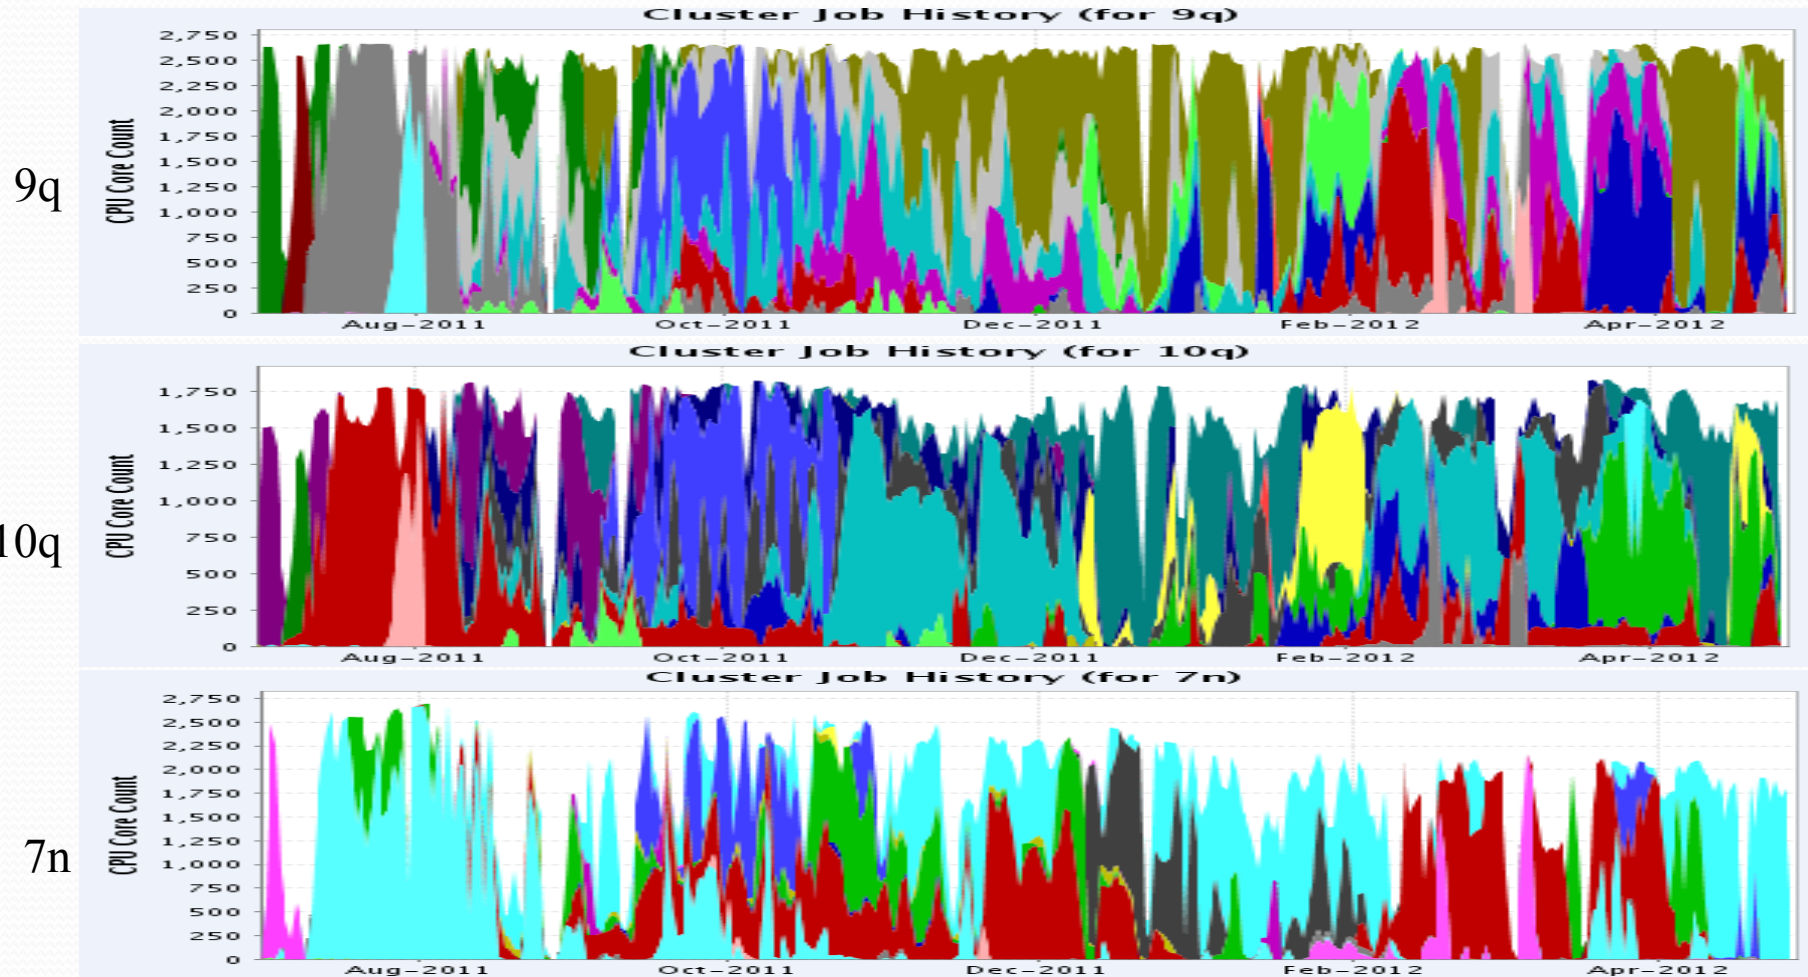 Cluster Job History (for 9q)
9q
CPU Core Count
2,750
2,500
2,250
2,000
1,750
1,500
1,250
1,000
750
500
250
0
Aug-2011 Oct-2011 Dec-2011 Feb-2012 Apr-2012
Cluster Job History (for 10q)
10q
CPU Core Count
1,750
1,500
1,250
1,000
750
500
250
0
Aug-2011 Oct-2011 Dec-2011 Feb-2012 Apr-2012
Cluster Job History (for 7n)
7n
CPU Core Count
2,750
2,500
2,250
2,000
1,750
1,500
1,250
1,000
750
500
250
0
Aug-2011 Oct-2011 Dec-2011 Feb-2012 Apr-2012